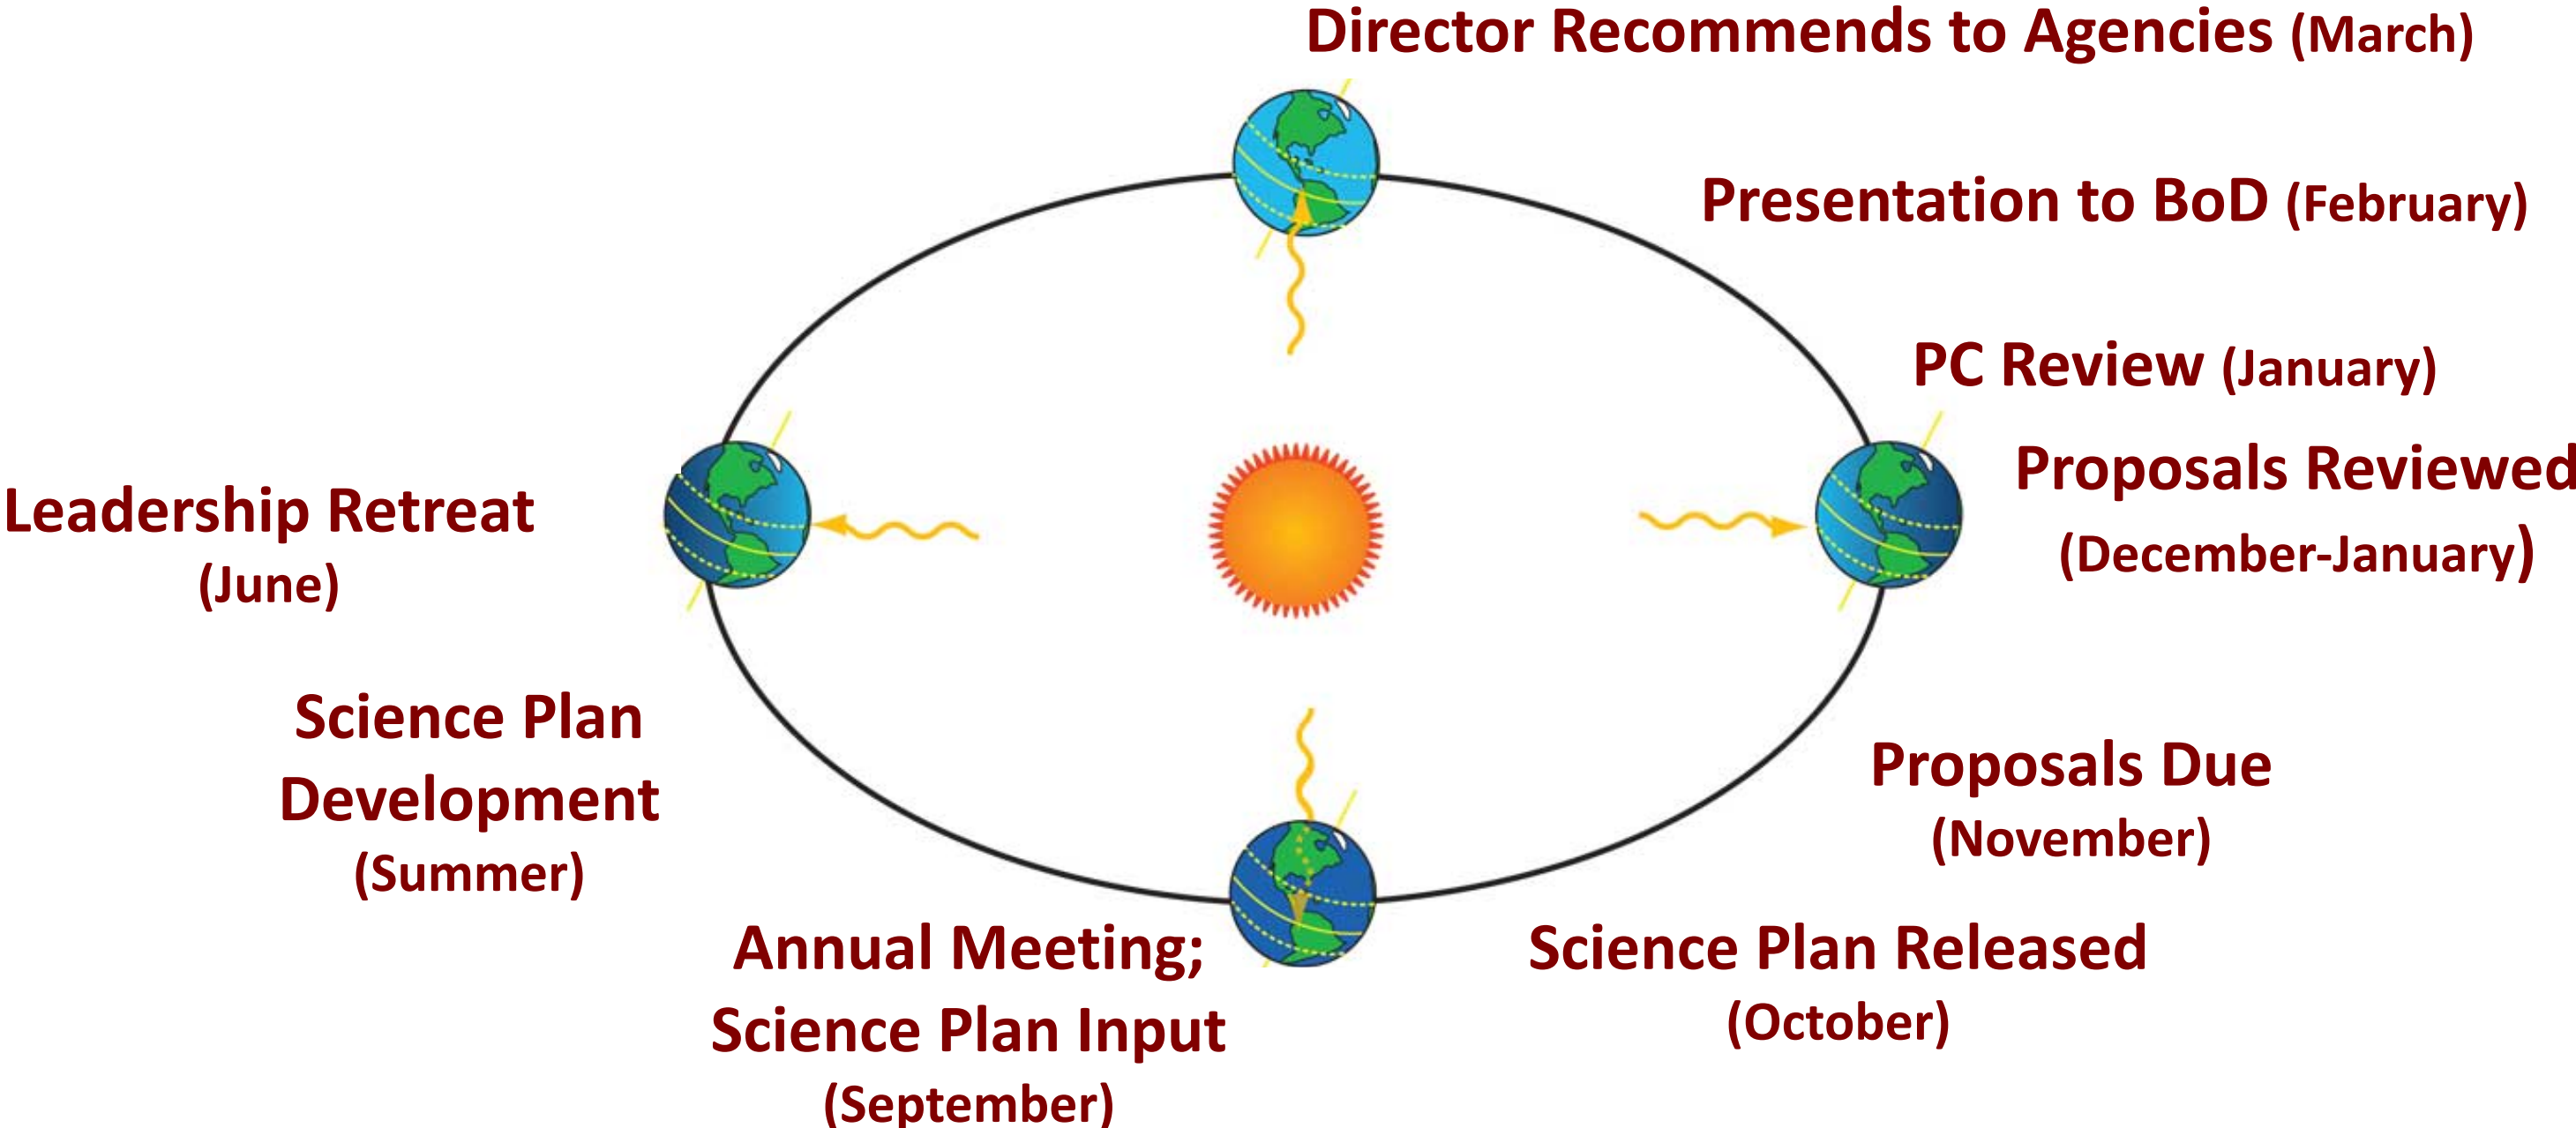 Director Recommends to Agencies (March)
Presentation to BoD (February)
PC Review (January)
Proposals Reviewed
(December-January)
Leadership Retreat
(June)
Science Plan
Development
(Summer)
Proposals Due
(November)
Annual Meeting;
Science Plan Input
(September)
Science Plan Released
(October)